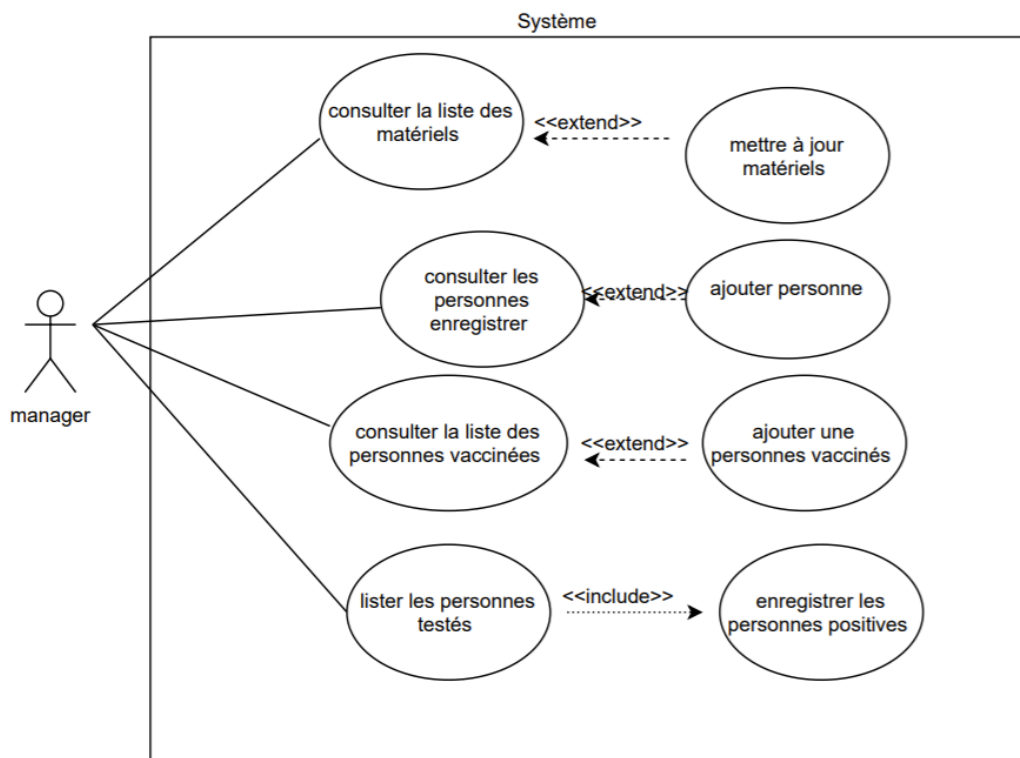 Système
consulter la liste des
matériels
<<extend>>
mettre à jour
matériels
consulter les
personnes
enregistrer
<<extend>>
ajouter personne
manager
consulter la liste des
personnes vaccinées
<<extend>>
ajouter une
personnes vaccinés
lister les personnes
testés
<<include>>
enregistrer les
personnes positives